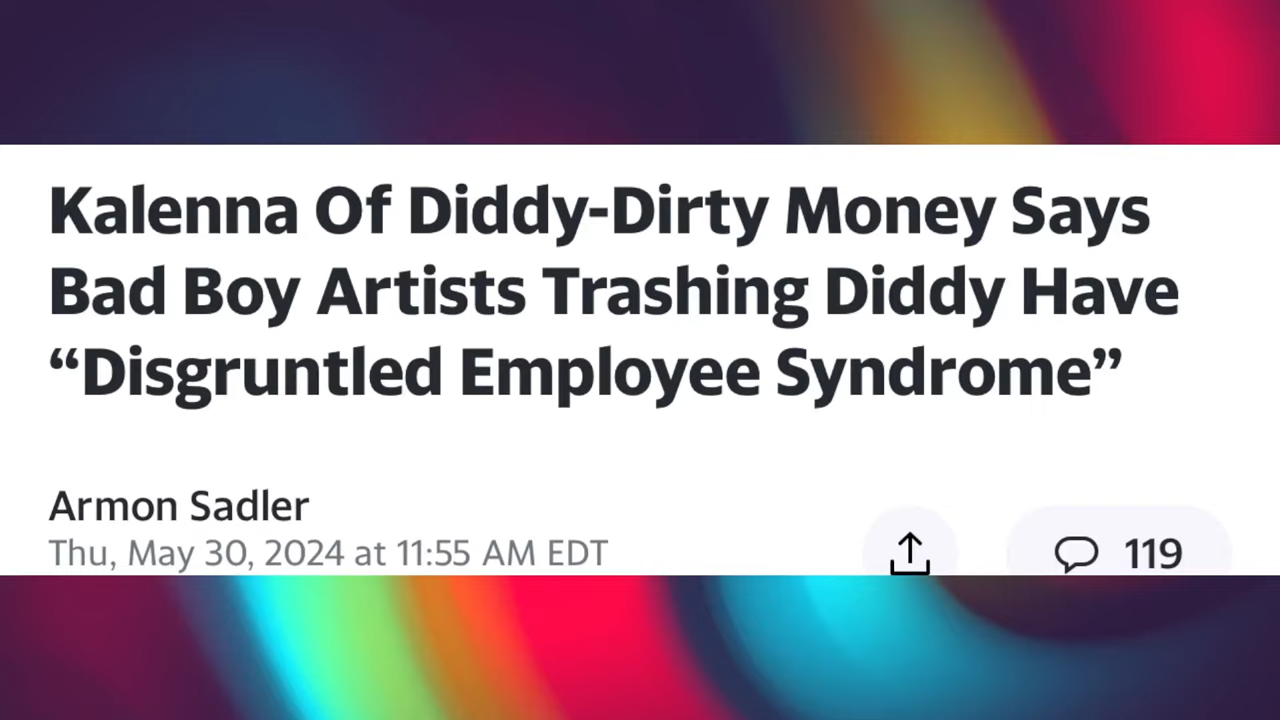 Kalenna Of Diddy-Dirty Money Says
Bad Boy Artists Trashing Diddy Have
“Disgruntled Employee Syndrome”
Armon Sadler
Thu, May 30, 2024 at 11:55 AM EDT
119